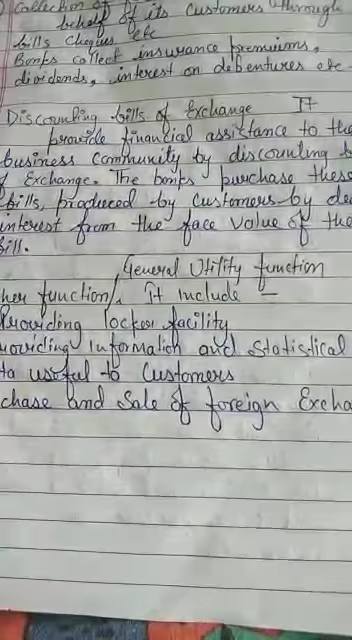 Collection of
behalf of its customers through
bills Cheques etc
Banks collect insurance premiums,
dividends, interest on debentures etc
Discounting bills of Exchange It
provide financial assistance to the
business community by discounting b
f Exchange. The banks purchase these
bills, produced by customers by de
interest from the face value of the
ill.
General Utility function
her function/. It include -
Providing locker facility
roviding information and Statistical
ta useful to Customers
chase and Sale of foreign Excha